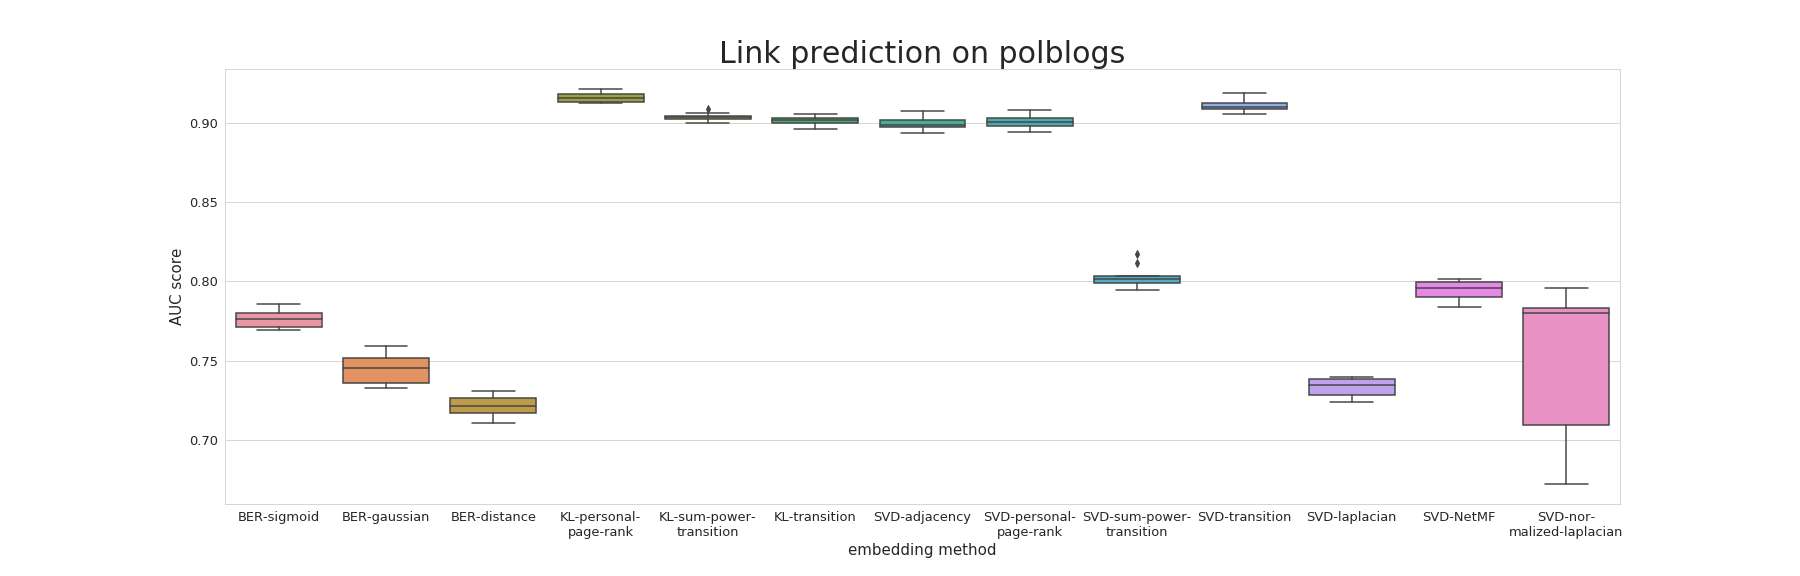 Link prediction on polblogs
0.90
0.85
0.80
0.75
0.70
AUC score
BER-sigmoid
BER-gaussian
BER-distance
KL-personal-
page-rank
KL-sum-power-
transition
KL-transition
SVD-adjacency
SVD-personal-
page-rank
SVD-sum-power-
transition
SVD-transition
SVD-laplacian
SVD-NetMF
SVD-nor-
malized-laplacian
embedding method